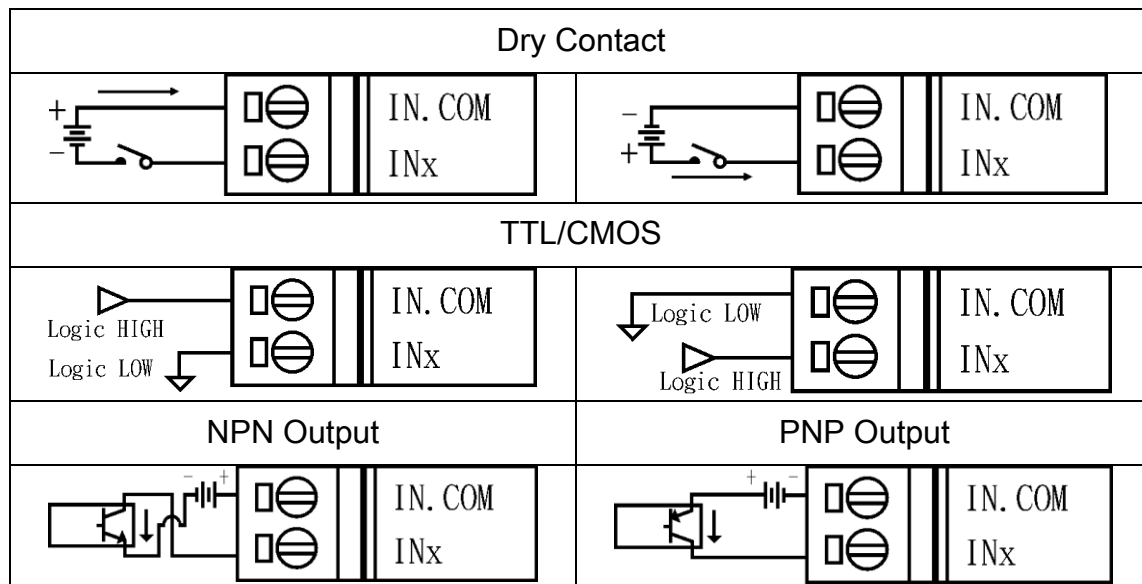 Dry Contact
+
-
IN. COM
INx
-
+
IN. COM
INx
TTL/CMOS
Logic HIGH
Logic LOW
IN. COM
INx
Logic LOW
Logic HIGH
IN. COM
INx
NPN Output
PNP Output
- +
IN. COM
INx
+ -
IN. COM
INx